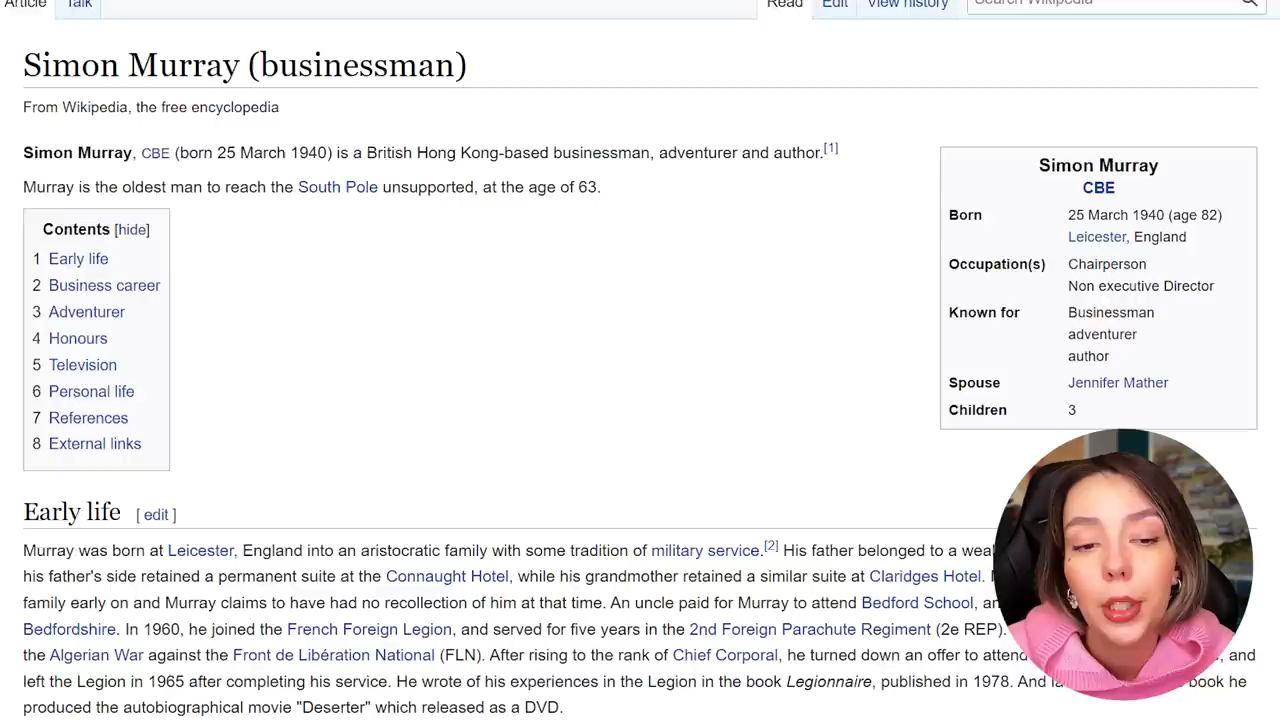 Article Talk Read Edit View history Search Wikipedia
Simon Murray (businessman)
From Wikipedia, the free encyclopedia
Simon Murray, CBE (born 25 March 1940) is a British Hong Kong-based businessman, adventurer and author.[1]
Murray is the oldest man to reach the South Pole unsupported, at the age of 63.
Contents [hide]
1 Early life
2 Business career
3 Adventurer
4 Honours
5 Television
6 Personal life
7 References
8 External links
Simon Murray
CBE
Born 25 March 1940 (age 82)
Leicester, England
Occupation(s) Chairperson
Non executive Director
Known for Businessman
adventurer
author
Spouse Jennifer Mather
Children 3
Early life [ edit ]
Murray was born at Leicester, England into an aristocratic family with some tradition of military service.[2] His father belonged to a
his father's side retained a permanent suite at the Connaught Hotel, while his grandmother retained a similar suite at Claridges Hotel.
family early on and Murray claims to have had no recollection of him at that time. An uncle paid for Murray to attend Bedford School,
Bedfordshire. In 1960, he joined the French Foreign Legion, and served for five years in the 2nd Foreign Parachute Regiment (2e REP).
the Algerian War against the Front de Libération National (FLN). After rising to the rank of Chief Corporal, he turned down an offer to attend and
left the Legion in 1965 after completing his service. He wrote of his experiences in the Legion in the book Legionnaire, published in 1978. And book he
produced the autobiographical movie "Deserter" which released as a DVD.